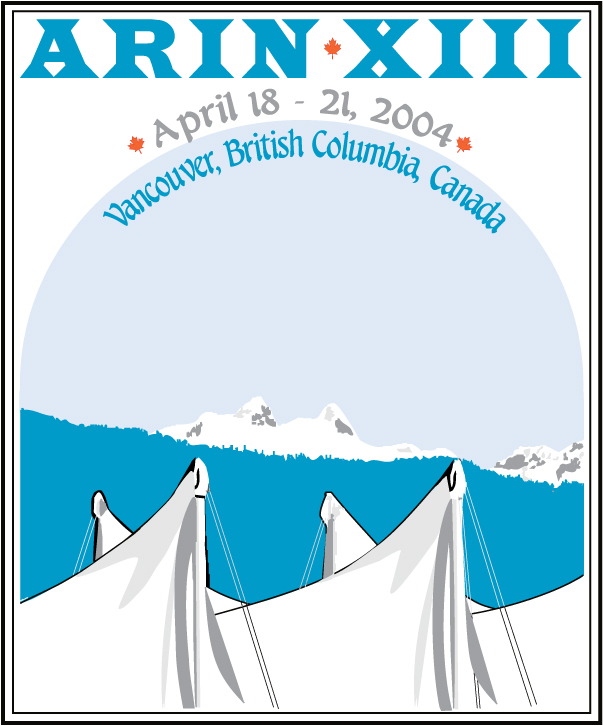 ARIN XIII
April 18 - 21, 2004
Vancouver, British Columbia, Canada